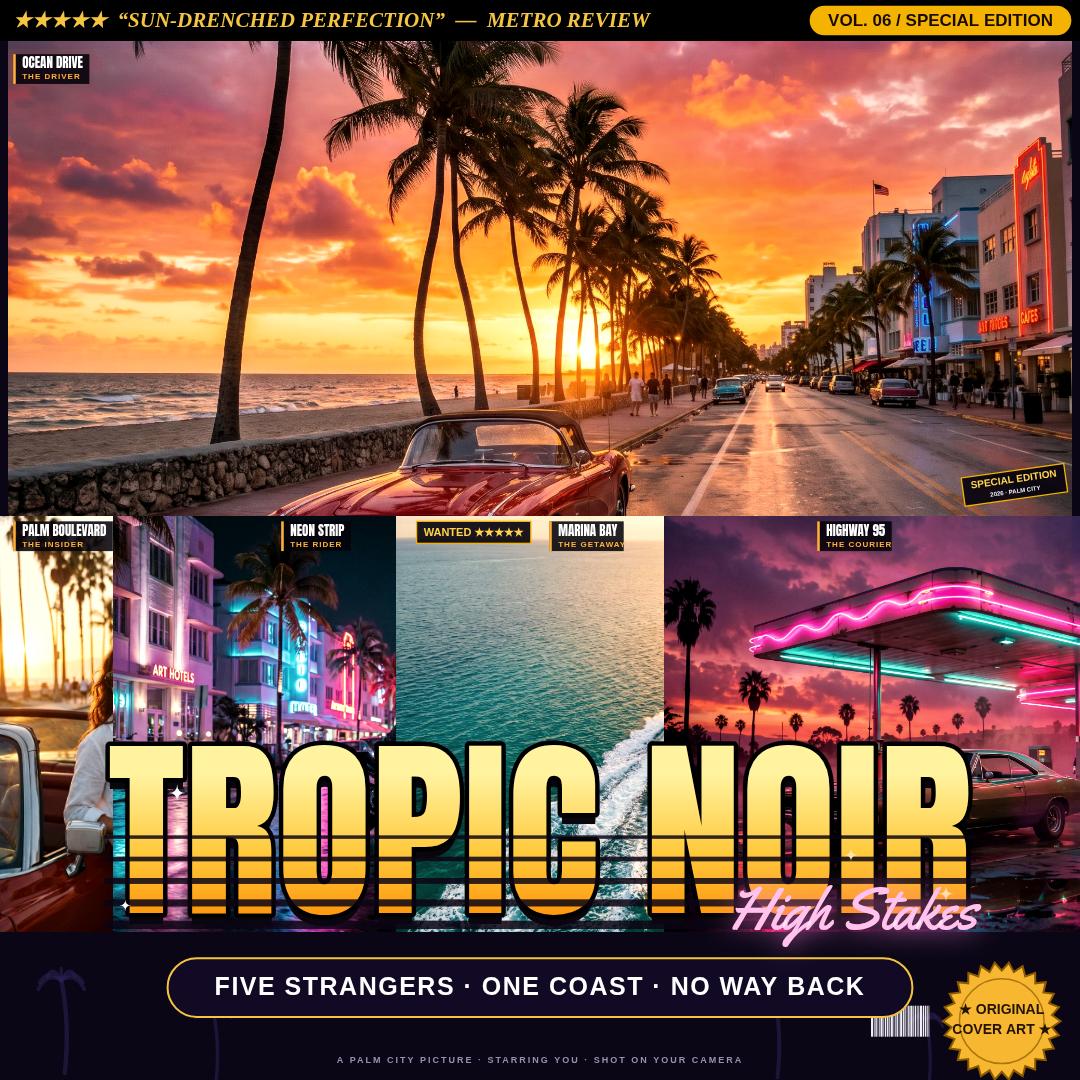 ★★★★★ “SUN-DRENCHED PERFECTION” — METRO REVIEW
VOL. 06 / SPECIAL EDITION
OCEAN DRIVE
THE DRIVER
ART
CAFES
SPECIAL EDITION
2026 · PALM CITY
PALM BOULEVARD
THE INSIDER
NEON STRIP
THE RIDER
WANTED ★★★★★
MARINA BAY
THE GETAWAY
HIGHWAY 95
THE COURIER
ART HOTELS
TROPIC NOIR
High Stakes
FIVE STRANGERS · ONE COAST · NO WAY BACK
★ ORIGINAL
COVER ART ★
A PALM CITY PICTURE · STARRING YOU · SHOT ON YOUR CAMERA